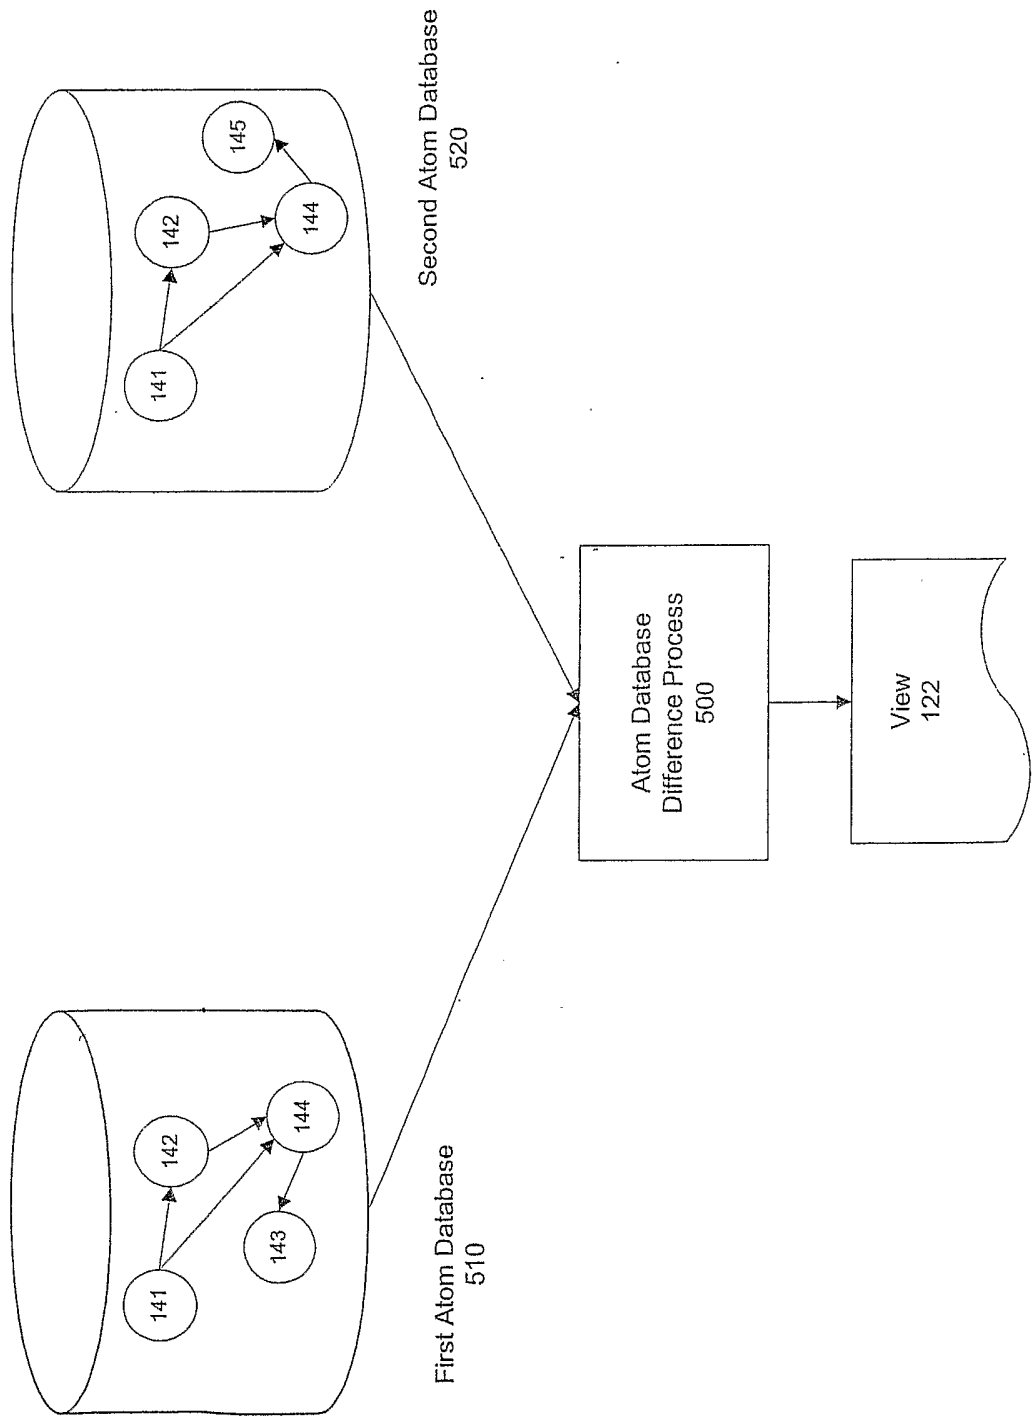 141
142
143
144
First Atom Database
510
141
142
144
145
Second Atom Database
520
Atom Database
Difference Process
500
View
122